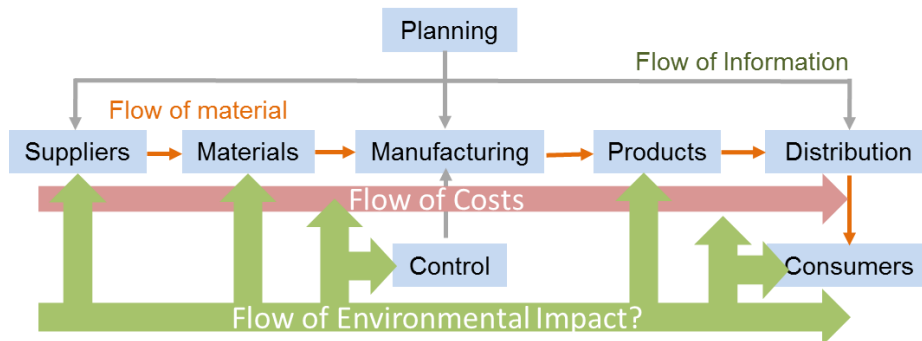 Planning
Flow of Information
Flow of material
Suppliers
Materials
Manufacturing
Products
Distribution
Flow of Costs
Control
Consumers
Flow of Environmental Impact?